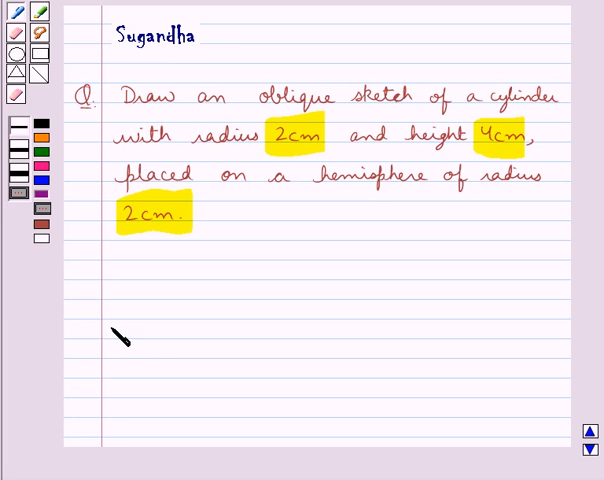 Sugandha
Q. Draw an oblique sketch of a cylinder
with radius 2cm and height 4cm,
placed on a hemisphere of radius
2cm.